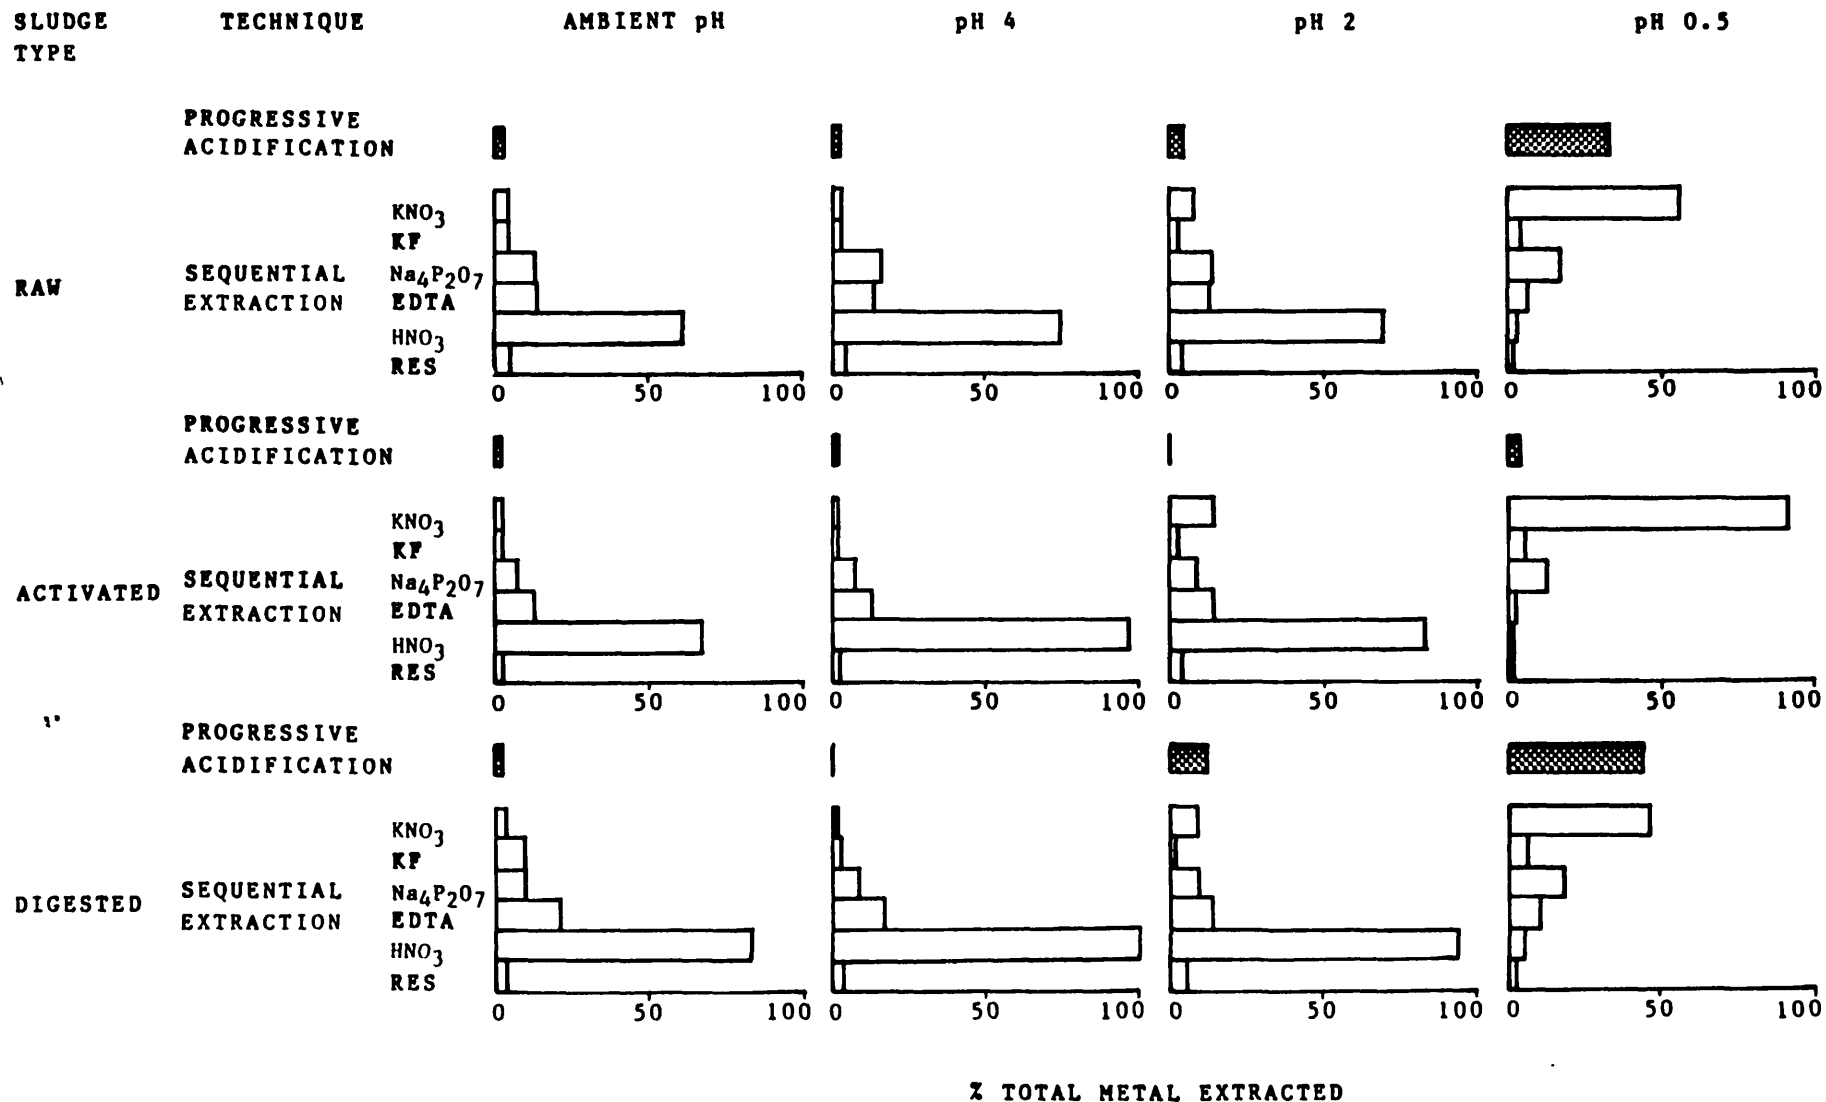 SLUDGE TYPE TECHNIQUE AMBIENT pH pH 4 pH 2 pH 0.5
PROGRESSIVE
ACIDIFICATION
RAW
SEQUENTIAL
EXTRACTION
KNO3
KF
Na4P2O7
EDTA
HNO3
RES
0 50 100 0 50 100 0 50 100 0 50 100
PROGRESSIVE
ACIDIFICATION
ACTIVATED
SEQUENTIAL
EXTRACTION
KNO3
KF
Na4P2O7
EDTA
HNO3
RES
0 50 100 0 50 100 0 50 100 0 50 100
PROGRESSIVE
ACIDIFICATION
DIGESTED
SEQUENTIAL
EXTRACTION
KNO3
KF
Na4P2O7
EDTA
HNO3
RES
0 50 100 0 50 100 0 50 100 0 50 100
% TOTAL METAL EXTRACTED